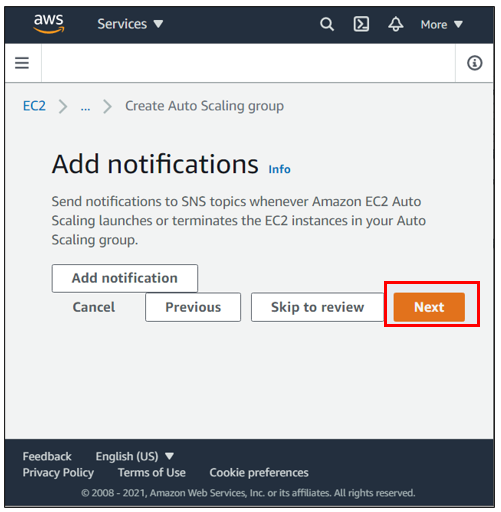 aws Services More
EC2 ... Create Auto Scaling group
Add notifications Info
Send notifications to SNS topics whenever Amazon EC2 Auto
Scaling launches or terminates the EC2 instances in your Auto
Scaling group.
Add notification
Cancel Previous Skip to review Next
Feedback English (US)
Privacy Policy Terms of Use Cookie preferences
© 2008 - 2021, Amazon Web Services, Inc. or its affiliates. All rights reserved.